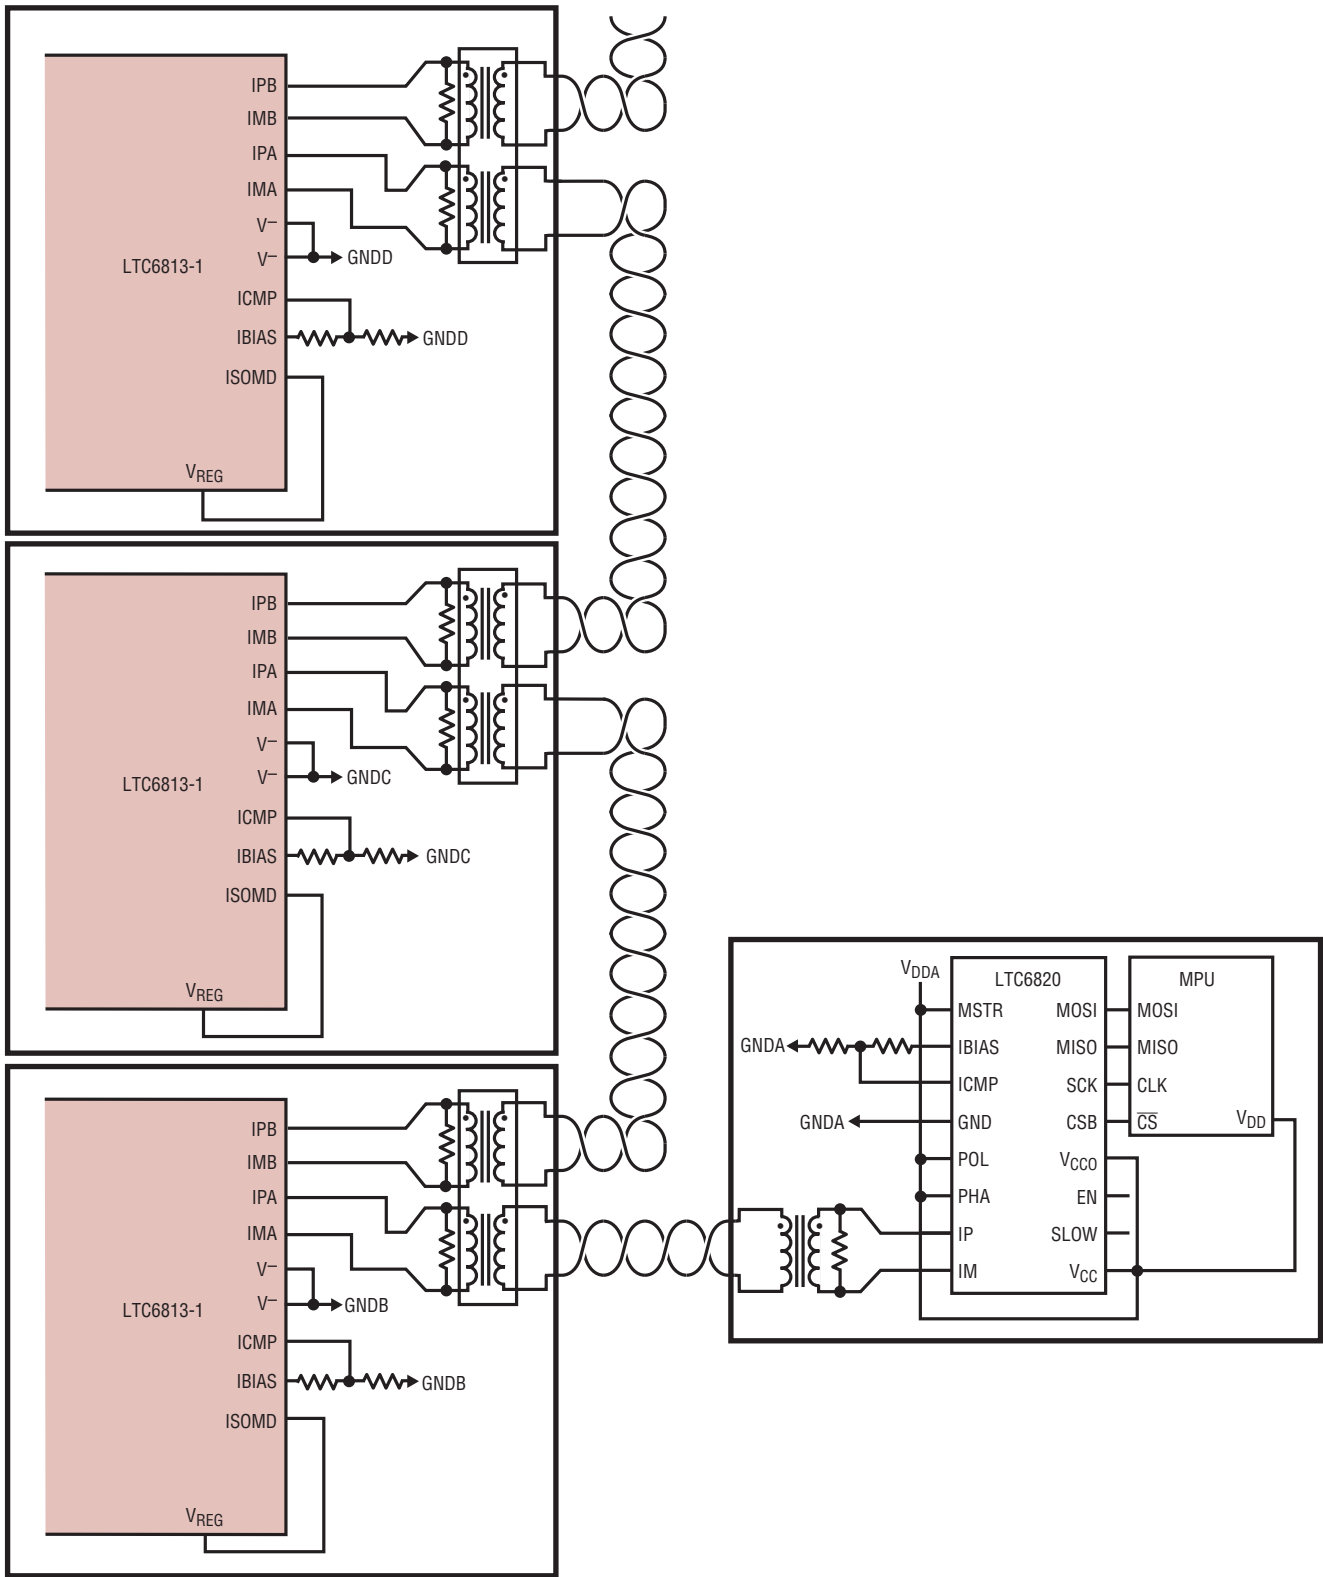 IPB
IMB
IPA
IMA
V–
V–
GNDD
LTC6813-1
ICMP
IBIAS
GNDD
ISOMD
VREG
IPB
IMB
IPA
IMA
V–
V–
GNDC
LTC6813-1
ICMP
IBIAS
GNDC
ISOMD
VREG
IPB
IMB
IPA
IMA
V–
V–
GNDB
LTC6813-1
ICMP
IBIAS
GNDB
ISOMD
VREG
VDDA
LTC6820
MPU
MSTR
MOSI
MOSI
GNDA
IBIAS
MISO
MISO
ICMP
SCK
CLK
GNDA
GND
CSB
CS
VDD
POL
VCCO
PHA
EN
IP
SLOW
IM
VCC